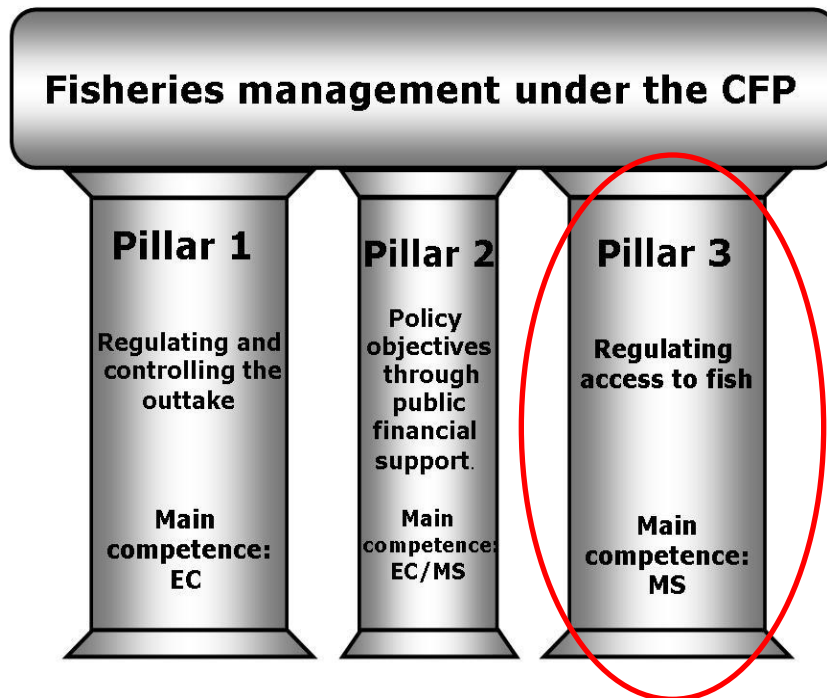 Fisheries management under the CFP
Pillar 1
Regulating and
controlling the
outtake
Main
competence:
EC
Pillar 2
Policy
objectives
through
public
financial
support.
Main
competence:
EC/MS
Pillar 3
Regulating
access to fish
Main
competence:
MS